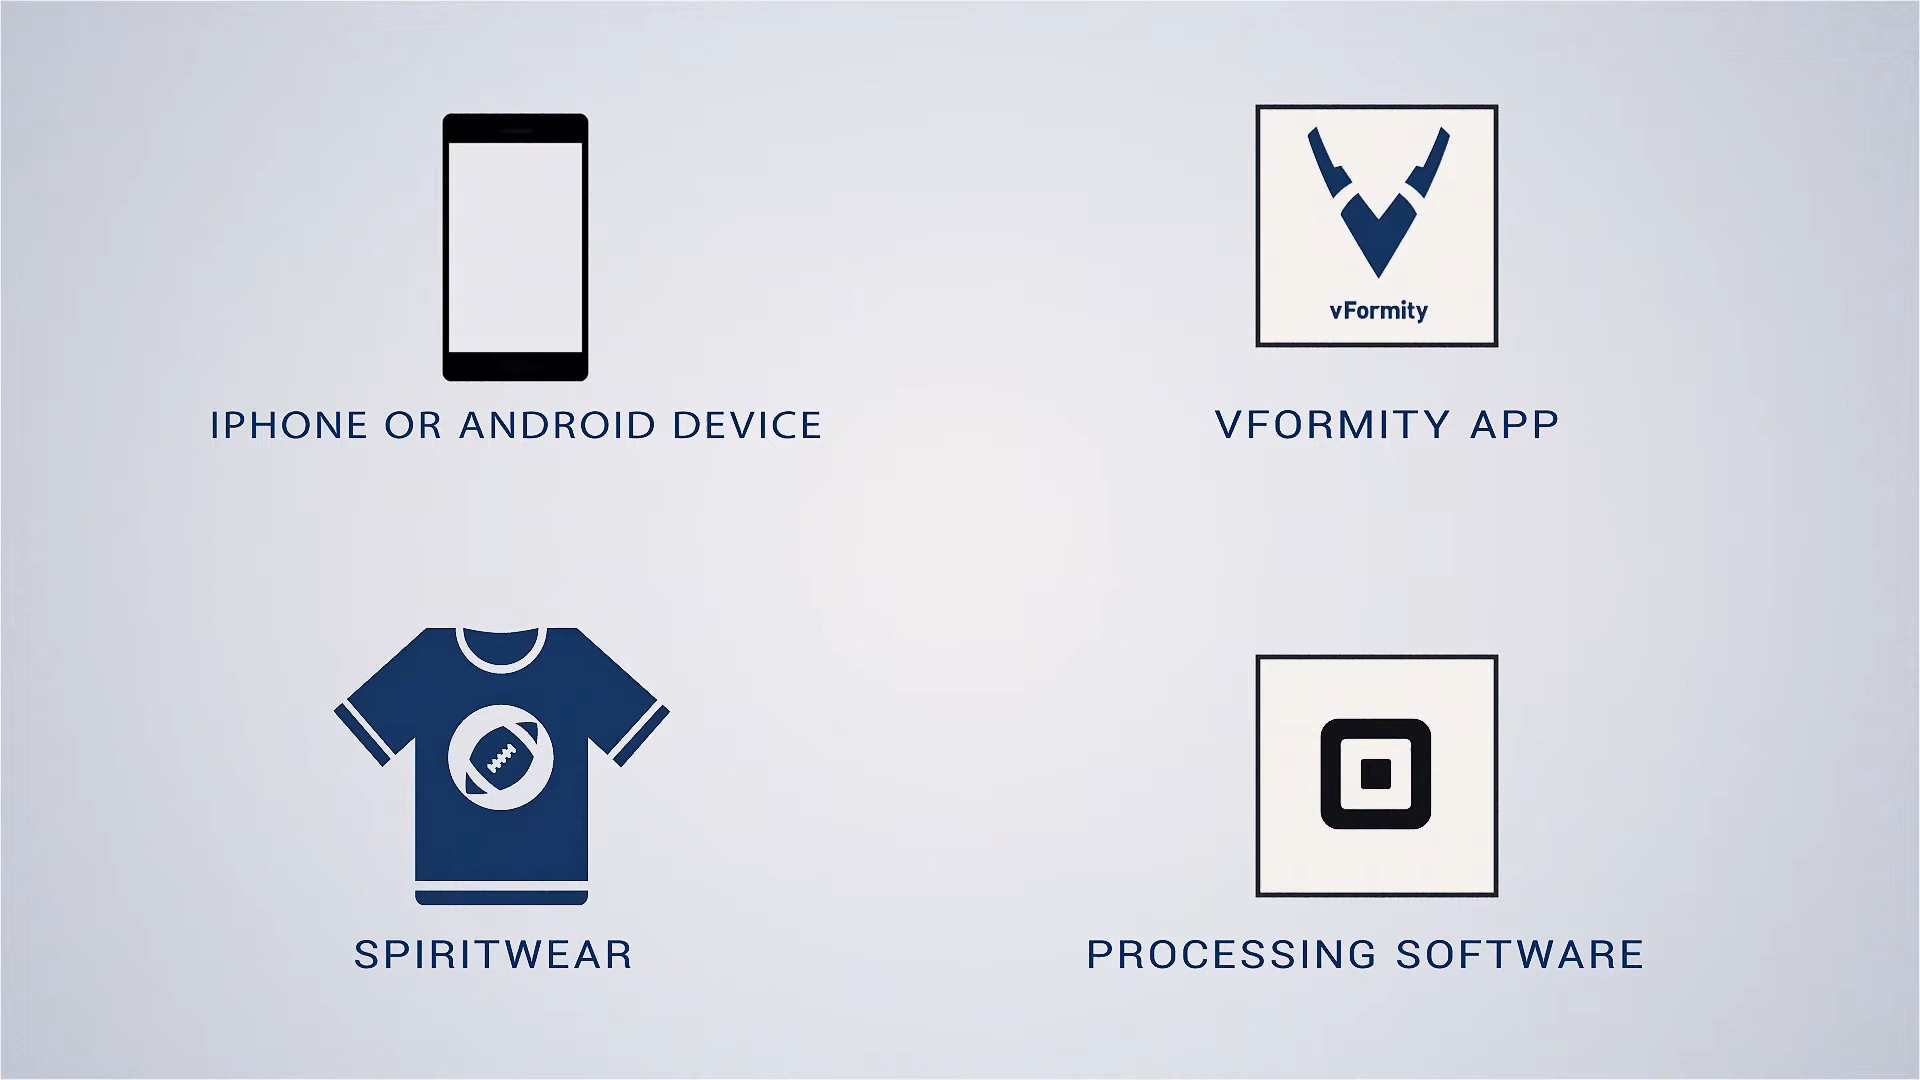 vFormity
IPHONE OR ANDROID DEVICE
VFORMITY APP
SPIRITWEAR
PROCESSING SOFTWARE